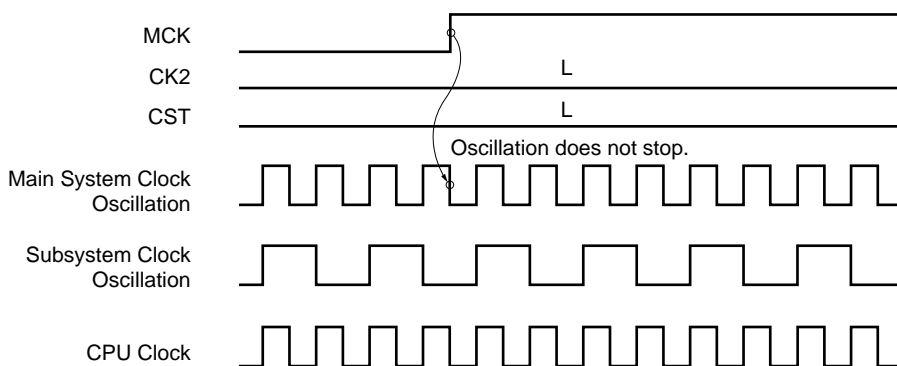 MCK
CK2
L
CST
L
Oscillation does not stop.
Main System Clock
Oscillation
Subsystem Clock
Oscillation
CPU Clock